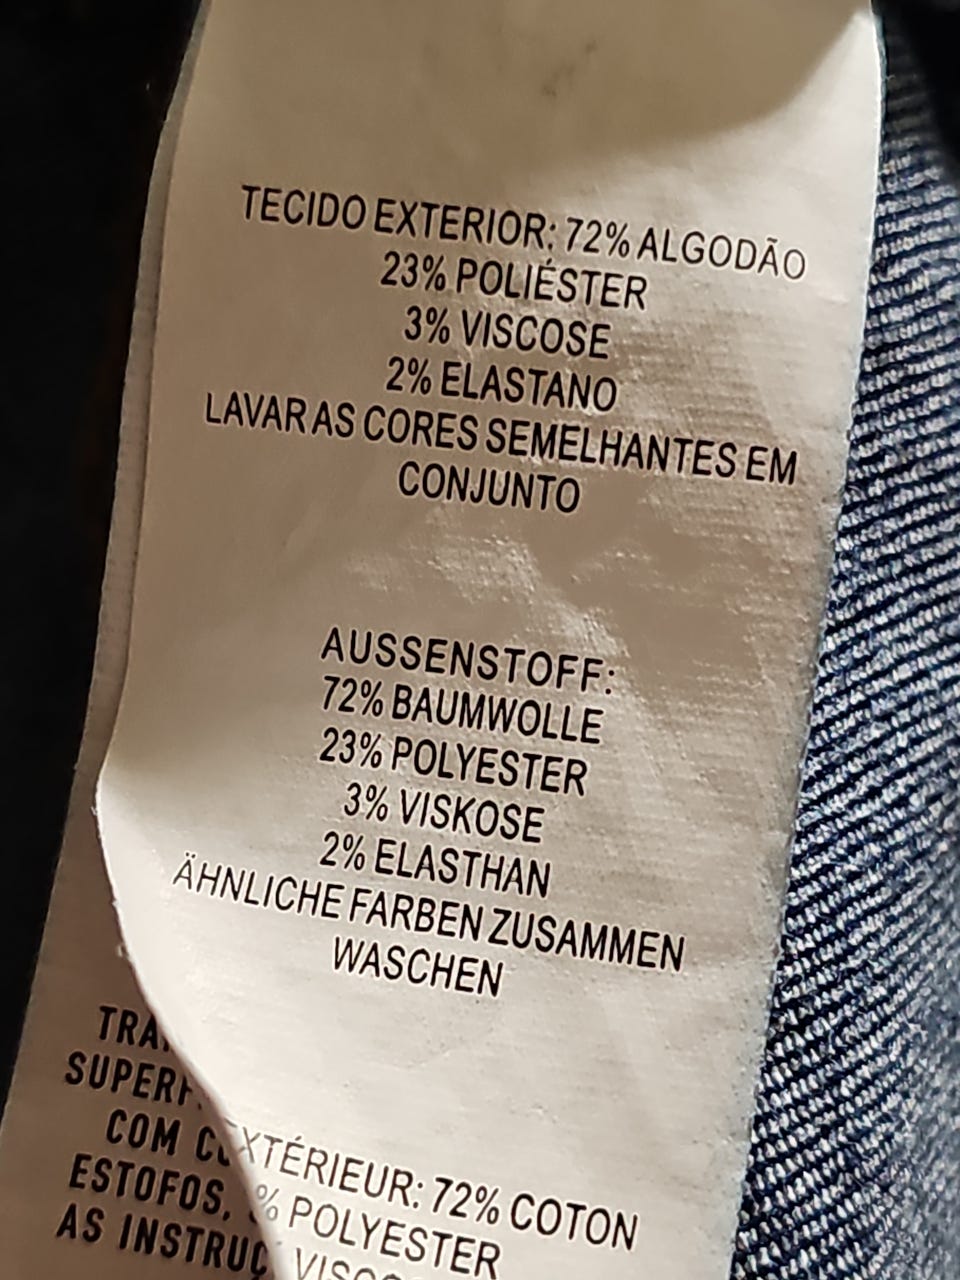 TECIDO EXTERIOR: 72% ALGODÃO
23% POLIÉSTER
3% VISCOSE
2% ELASTANO
LAVAR AS CORES SEMELHANTES EM
CONJUNTO
AUSSENSTOFF:
72% BAUMWOLLE
23% POLYESTER
3% VISKOSE
2% ELASTHAN
ÄHNLICHE FARBEN ZUSAMMEN
WASCHEN
EXTÉRIEUR: 72% COTON
% POLYESTER
COM
ESTOFOS,
AS